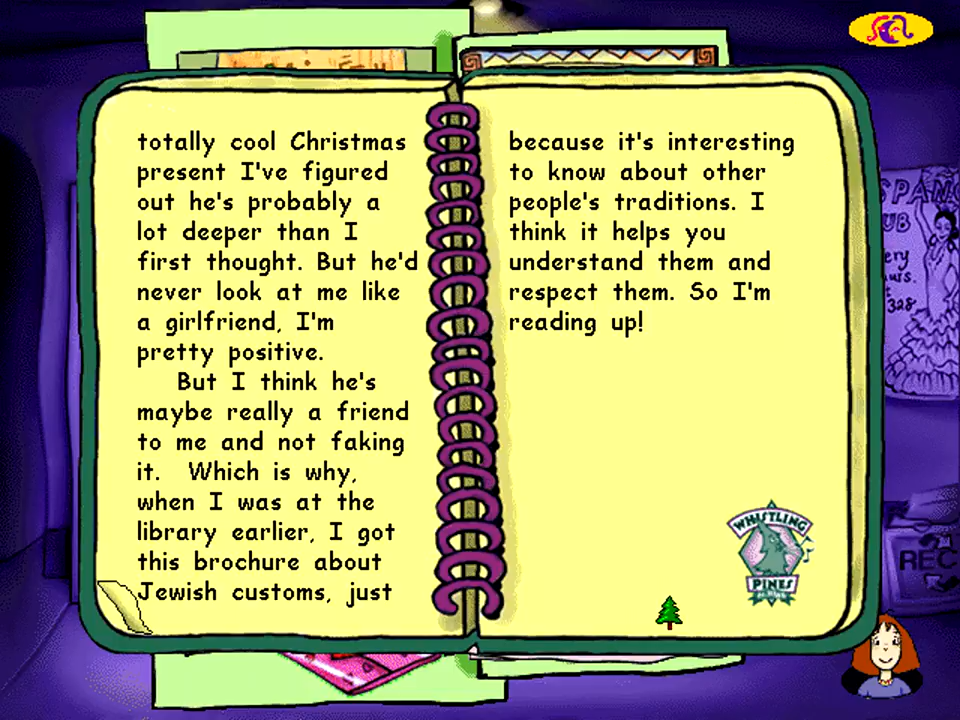 totally cool Christmas
present I've figured
out he's probably a
lot deeper than I
first thought. But he'd
never look at me like
a girlfriend, I'm
pretty positive.
But I think he's
maybe really a friend
to me and not faking
it. Which is why,
when I was at the
library earlier, I got
this brochure about
Jewish customs, just
because it's interesting
to know about other
people's traditions. I
think it helps you
understand them and
respect them. So I'm
reading up!
WHISTLING
PINES
UB
328
REC